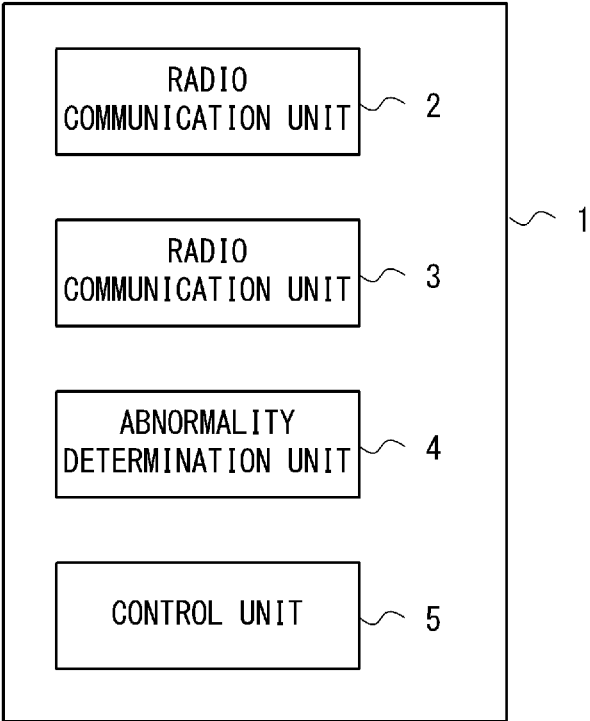 RADIO
COMMUNICATION UNIT
2
1
RADIO
COMMUNICATION UNIT
3
ABNORMALITY
DETERMINATION UNIT
4
CONTROL UNIT
5